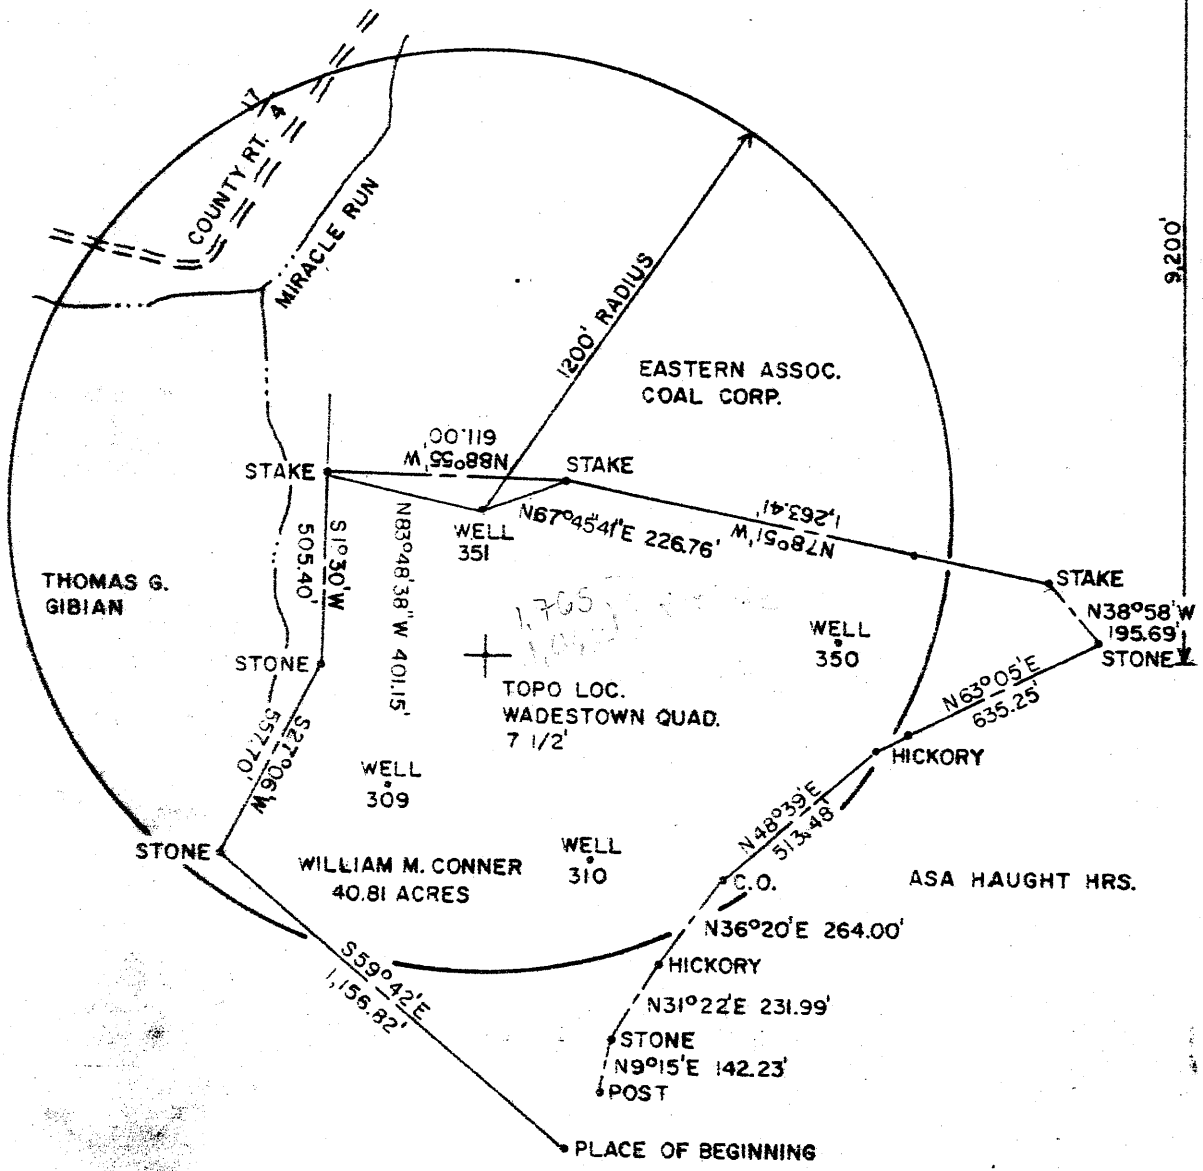 17
COUNTY RT. 4
MIRACLE RUN
9,200'
1200' RADIUS
EASTERN ASSOC.
COAL CORP.
611.00'
N88°55'W
STAKE
STAKE
1,263.41'
N78°51'W
N67°45'41"E 226.76'
WELL
351
S1°30'W
505.40'
N83°48'38"W 401.15'
THOMAS G.
GIBIAN
STAKE
N38°58'W
195.69'
STONE
1,765
WELL
350
N63°05'E
635.25'
STONE
TOPO LOC.
WADESTOWN QUAD.
7 1/2'
S27°06'W
557.70'
HICKORY
WELL
309
N48°39'E
513.48'
STONE
WELL
310
WILLIAM M. CONNER
40.81 ACRES
C.O.
ASA HAUGHT HRS.
N36°20'E 264.00'
S59°42'E
1,156.82'
HICKORY
N31°22'E 231.99'
STONE
N9°15'E 142.23'
POST
PLACE OF BEGINNING